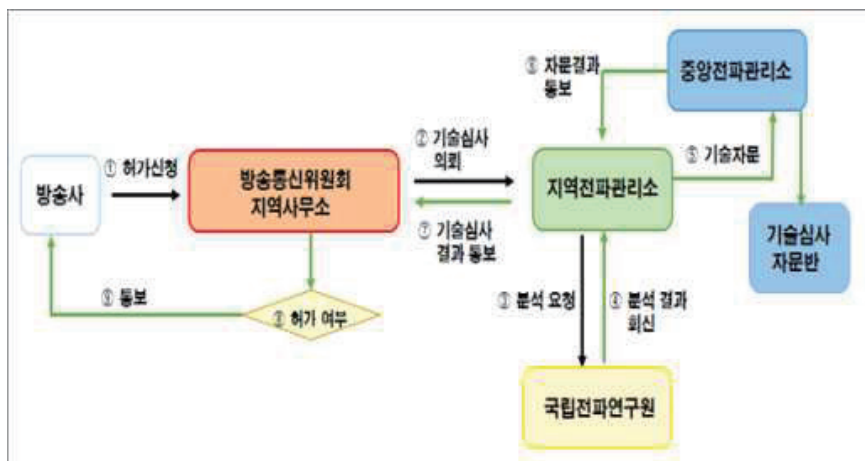 ⑥ 자문결과
통보
중앙전파관리소
① 허가신청
② 기술심사
의뢰
⑤ 기술자문
방송사
방송통신위원회
지역사무소
지역전파관리소
⑦ 기술심사
결과 통보
기술심사
자문반
⑨ 통보
⑧ 허가 여부
③ 분석 요청
④ 분석 결과
회신
국립전파연구원